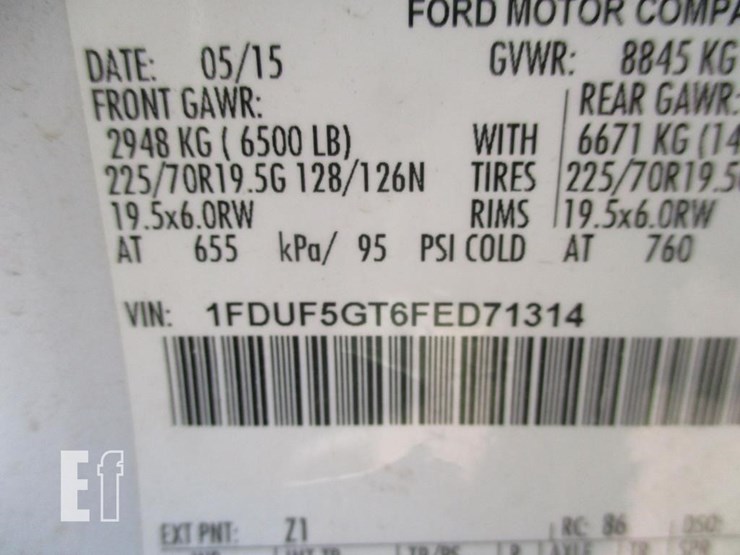 FORD MOTOR COMPA
DATE: 05/15 GVWR: 8845 KG
FRONT GAWR: REAR GAWR:
2948 KG ( 6500 LB) WITH 6671 KG (14
225/70R19.5G 128/126N TIRES 225/70R19.5
19.5x6.0RW RIMS 19.5x6.0RW
AT 655 kPa/ 95 PSI COLD AT 760
VIN: 1FDUF5GT6FED71314
Ef
EXT PNT: Z1 RC: 86 DSO: